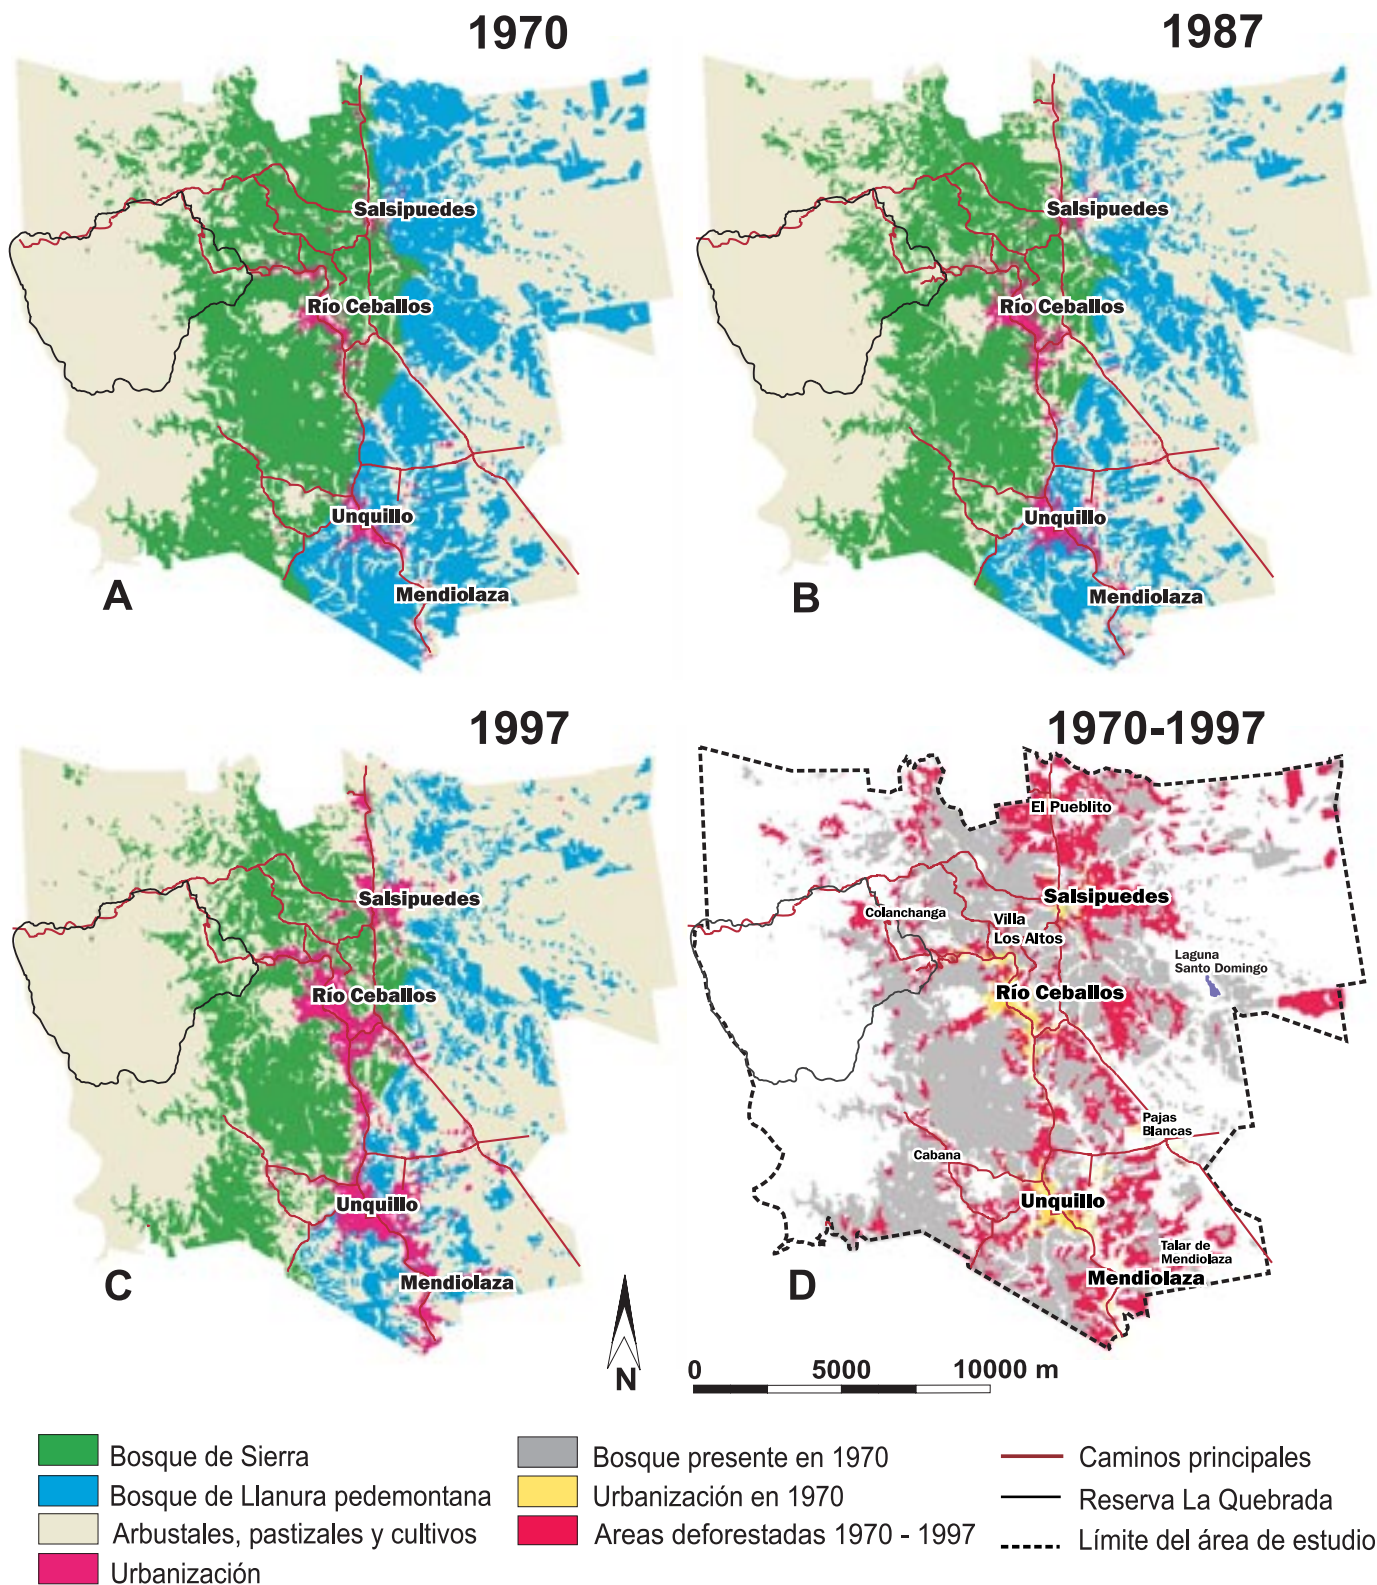 1970
1987
Salsipuedes
Río Ceballos
Unquillo
Mendiolaza
A
Salsipuedes
Río Ceballos
Unquillo
Mendiolaza
B
1997
1970-1997
Salsipuedes
Río Ceballos
Unquillo
Mendiolaza
C
El Pueblito
Salsipuedes
Colanchanga
Villa
Los Altos
Laguna
Santo Domingo
Río Ceballos
Pajas
Blancas
Cabana
Unquillo
Talar de
Mendiolaza
Mendiolaza
D
N
0 5000 10000 m
Bosque de Sierra
Bosque de Llanura pedemontana
Arbustales, pastizales y cultivos
Urbanización
Bosque presente en 1970
Urbanización en 1970
Areas deforestadas 1970 - 1997
Caminos principales
Reserva La Quebrada
Límite del área de estudio